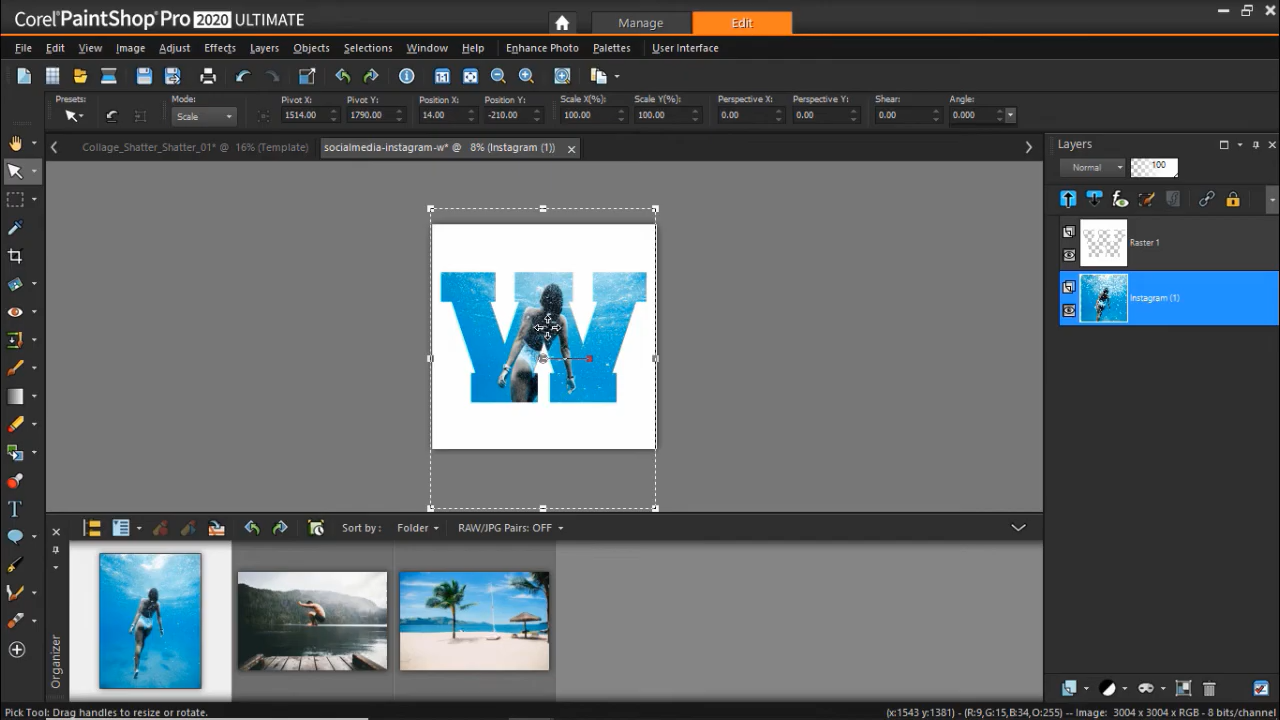 Corel PaintShop Pro 2020 ULTIMATE
Manage
Edit
File Edit View Image Adjust Effects Layers Objects Selections Window Help Enhance Photo Palettes User Interface
Presets: Mode: Pivot X: Pivot Y: Position X: Position Y: Scale X(%): Scale Y(%): Perspective X: Perspective Y: Shear: Angle:
Scale 1514.00 1790.00 14.00 -210.00 100.00 100.00 0.00 0.00 0.00 0.000
Collage_Shatter_Shatter_01* @ 16% (Template)
socialmedia-instagram-w* @ 8% (Instagram (1))
Layers
Normal 100
Raster 1
Instagram (1)
W
Sort by: Folder RAW/JPG Pairs: OFF
Organizer
Pick Tool: Drag handles to resize or rotate.
(x:1543 y:1381) - (R:9,G:15,B:34,O:255) -- Image: 3004 x 3004 x RGB - 8 bits/channel